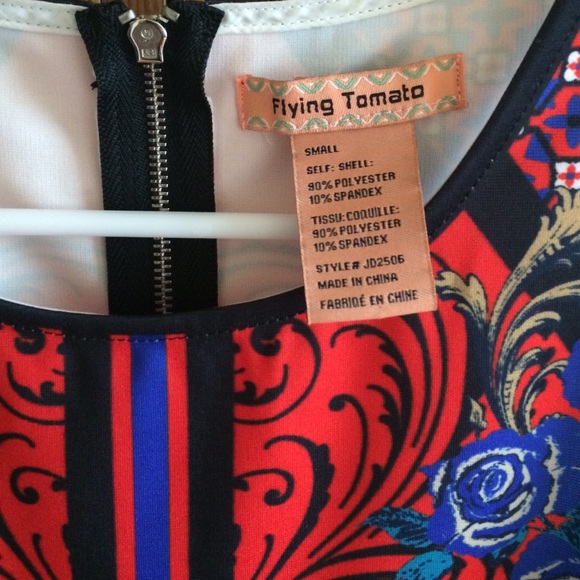 Flying Tomato
SMALL
SELF: SHELL:
90% POLYESTER
10% SPANDEX
TISSU:COQUILLE:
90% POLYESTER
10% SPANDEX
STYLE# JD2506
MADE IN CHINA
FABRIQÉ EN CHINE